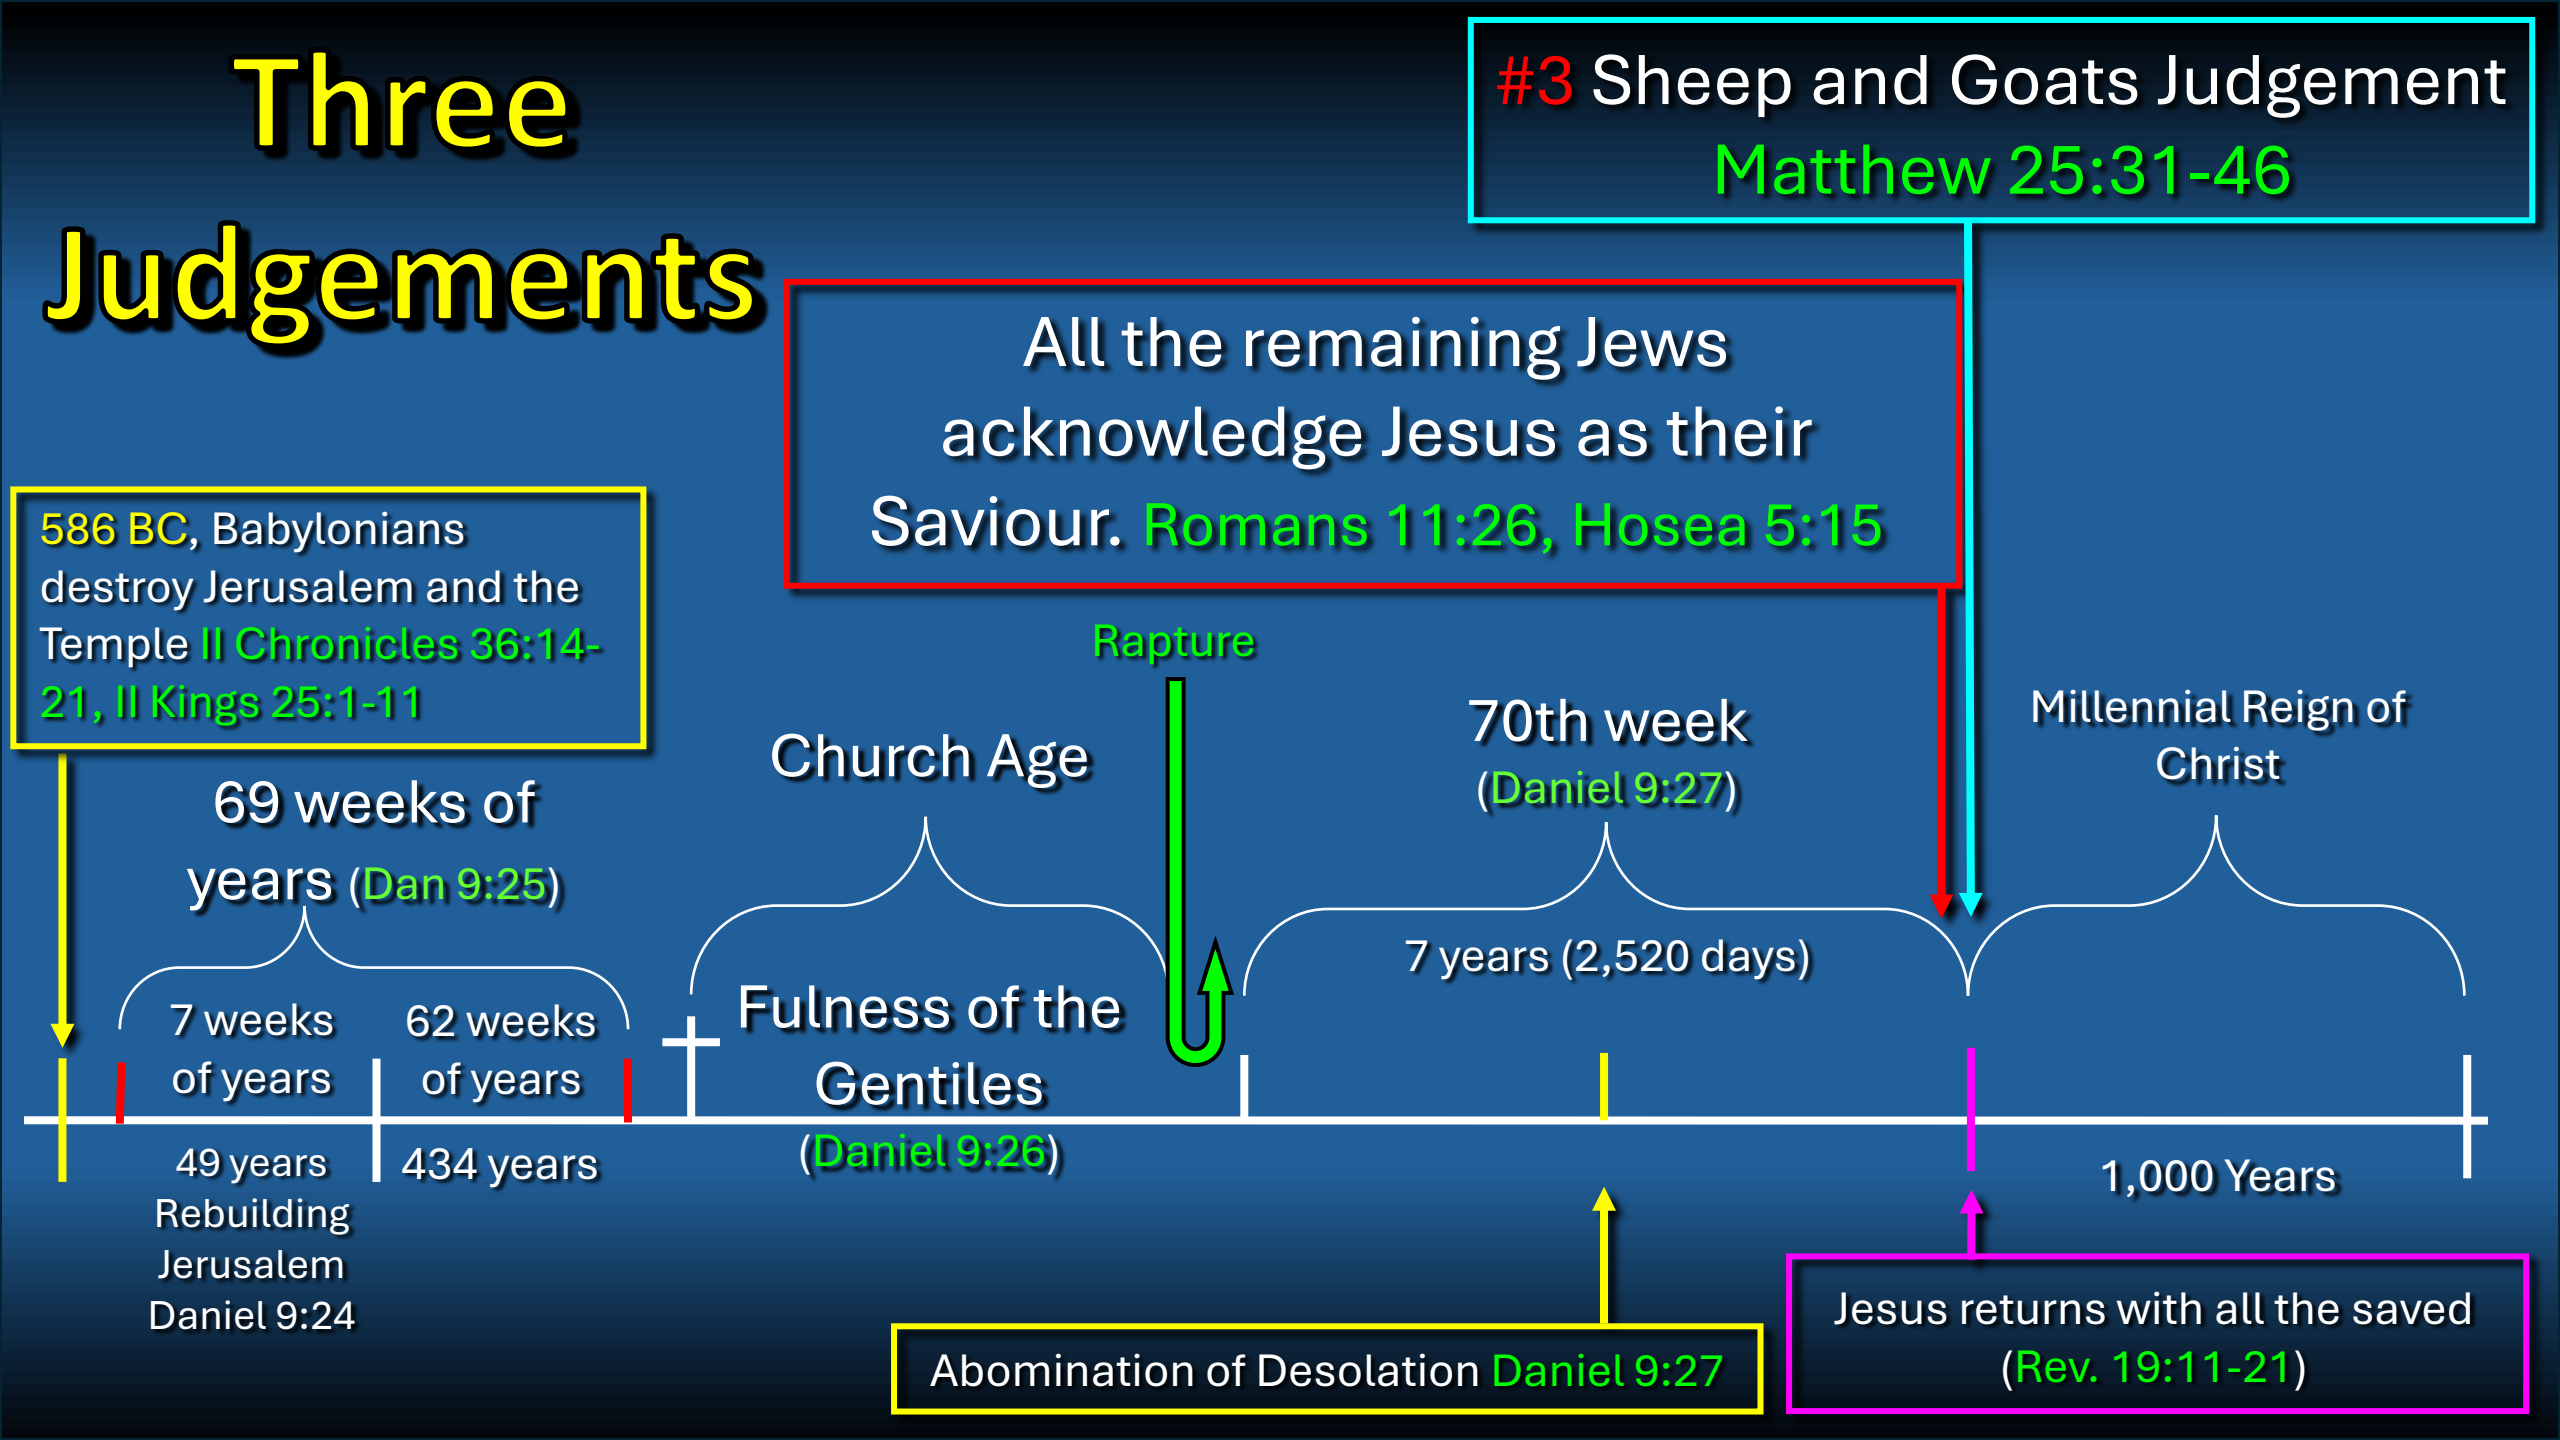 Three
Judgements
#3 Sheep and Goats Judgement
Matthew 25:31-46
All the remaining Jews
acknowledge Jesus as their
Saviour. Romans 11:26, Hosea 5:15
586 BC, Babylonians
destroy Jerusalem and the
Temple II Chronicles 36:14-
21, II Kings 25:1-11
69 weeks of
years (Dan 9:25)
7 weeks
of years
62 weeks
of years
49 years
Rebuilding
Jerusalem
Daniel 9:24
434 years
Church Age
Fulness of the
Gentiles
(Daniel 9:26)
Rapture
70th week
(Daniel 9:27)
7 years (2,520 days)
Millennial Reign of
Christ
1,000 Years
Abomination of Desolation Daniel 9:27
Jesus returns with all the saved
(Rev. 19:11-21)